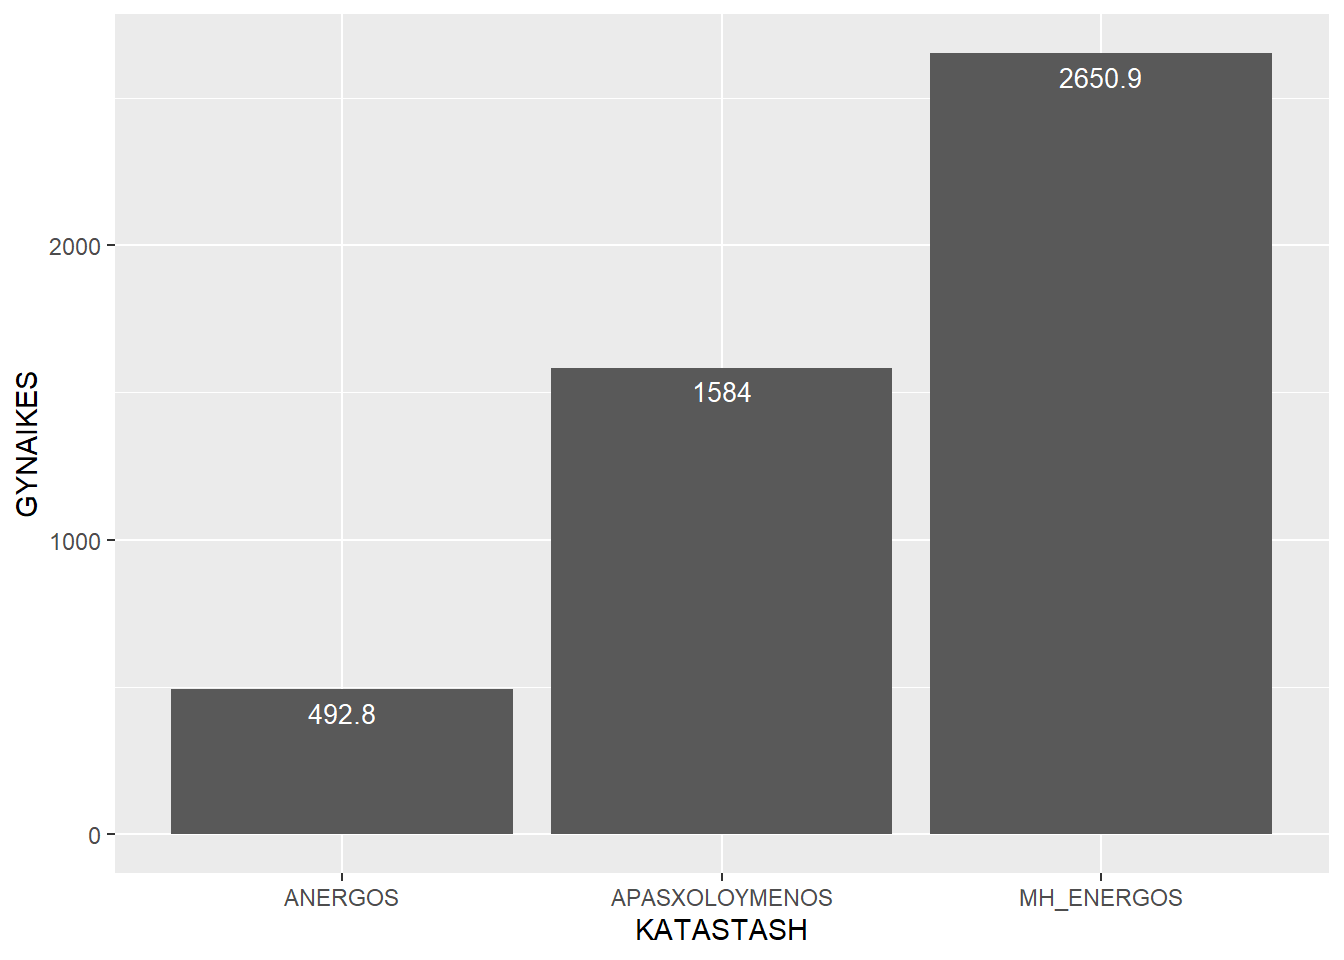 2650.9
2000
1584
GYNAIKES
1000
492.8
0
ANERGOS APASXOLOYMENOS MH_ENERGOS
KATASTASH